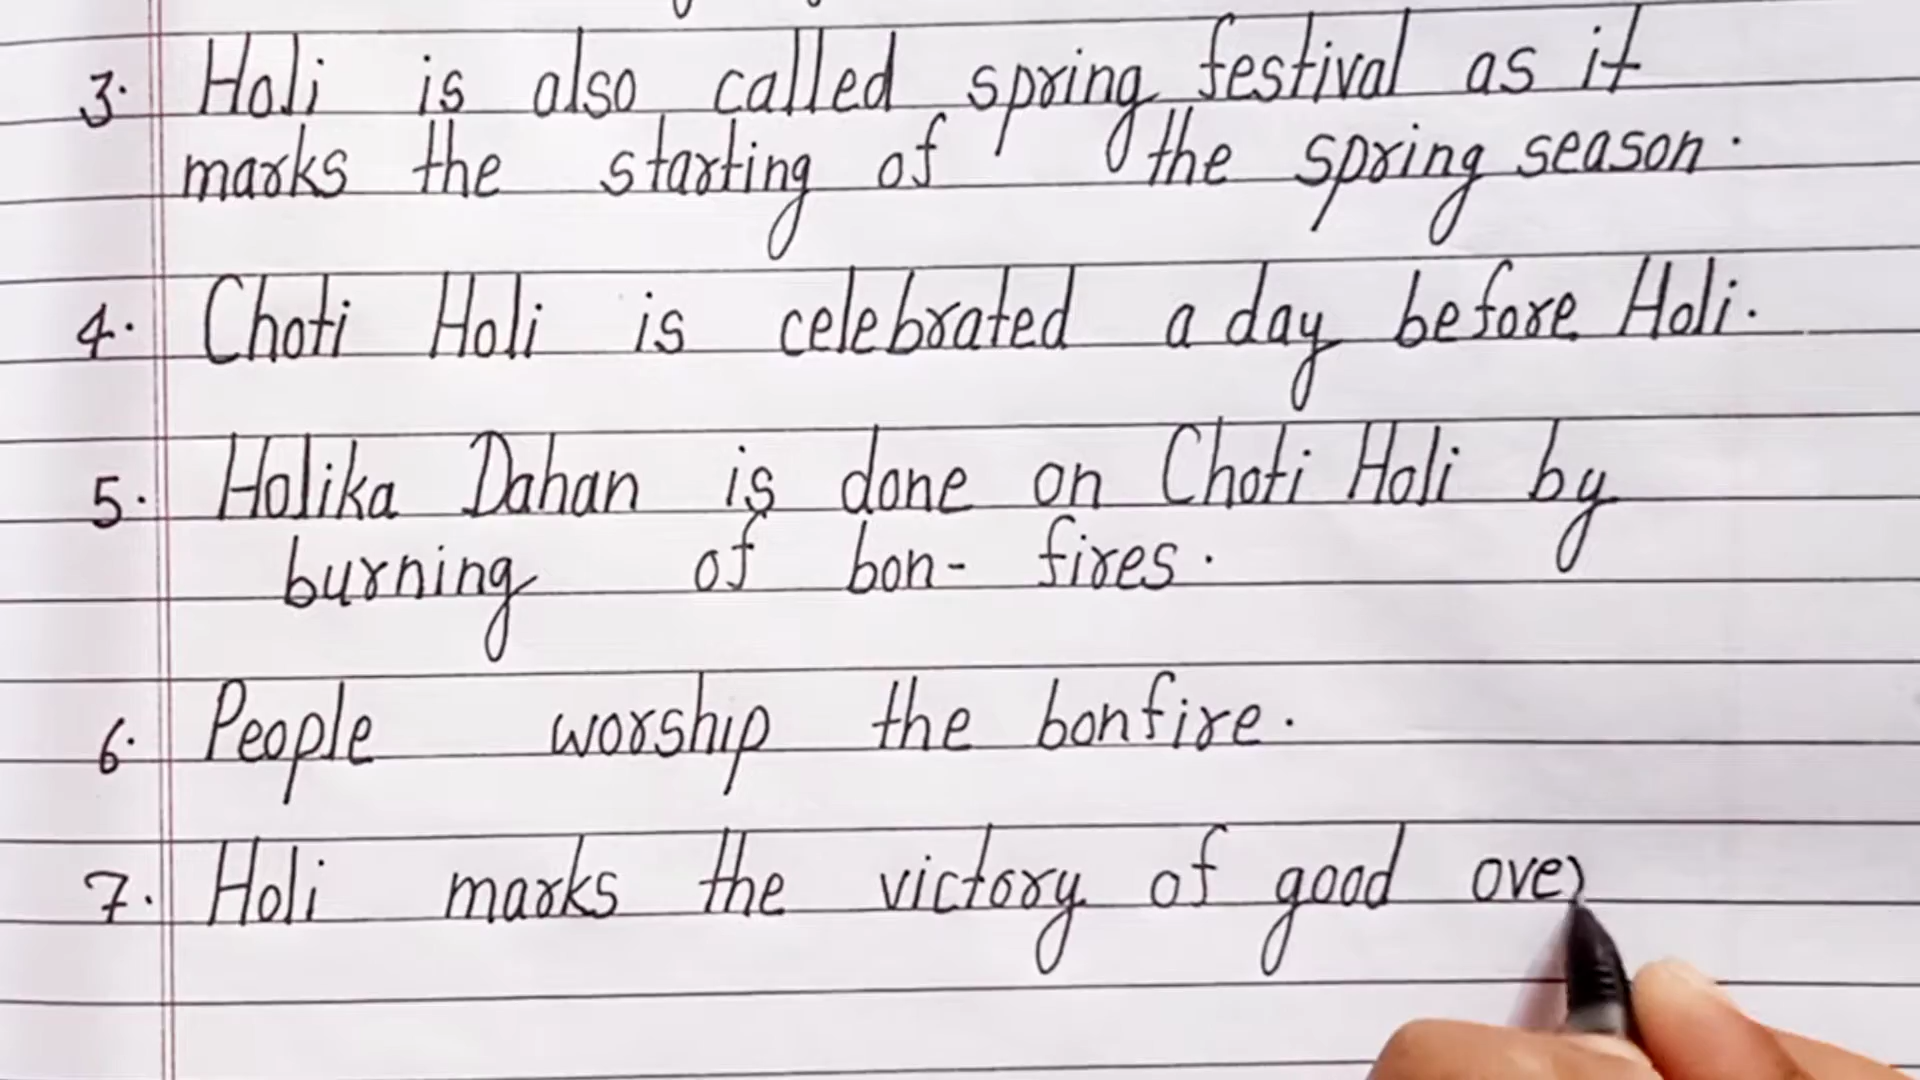 3. Holi is also called spring festival as it
marks the starting of the spring season.
4. Choti Holi is celebrated a day before Holi.
5. Holika Dahan is done on Choti Holi by
burning of bon- fires.
6. People worship the bonfire.
7. Holi marks the victory of good over